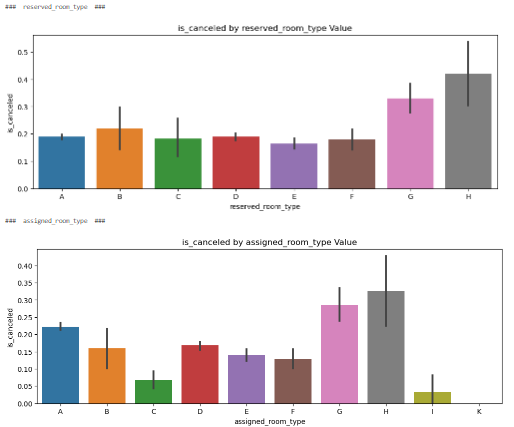 ### reserved_room_type ###
is_canceled by reserved_room_type Value
0.5
0.4
0.3
0.2
0.1
0.0
is_canceled
A B C D E F G H
reserved_room_type
### assigned_room_type ###
is_canceled by assigned_room_type Value
0.40
0.35
0.30
0.25
0.20
0.15
0.10
0.05
0.00
is_canceled
A B C D E F G H I K
assigned_room_type